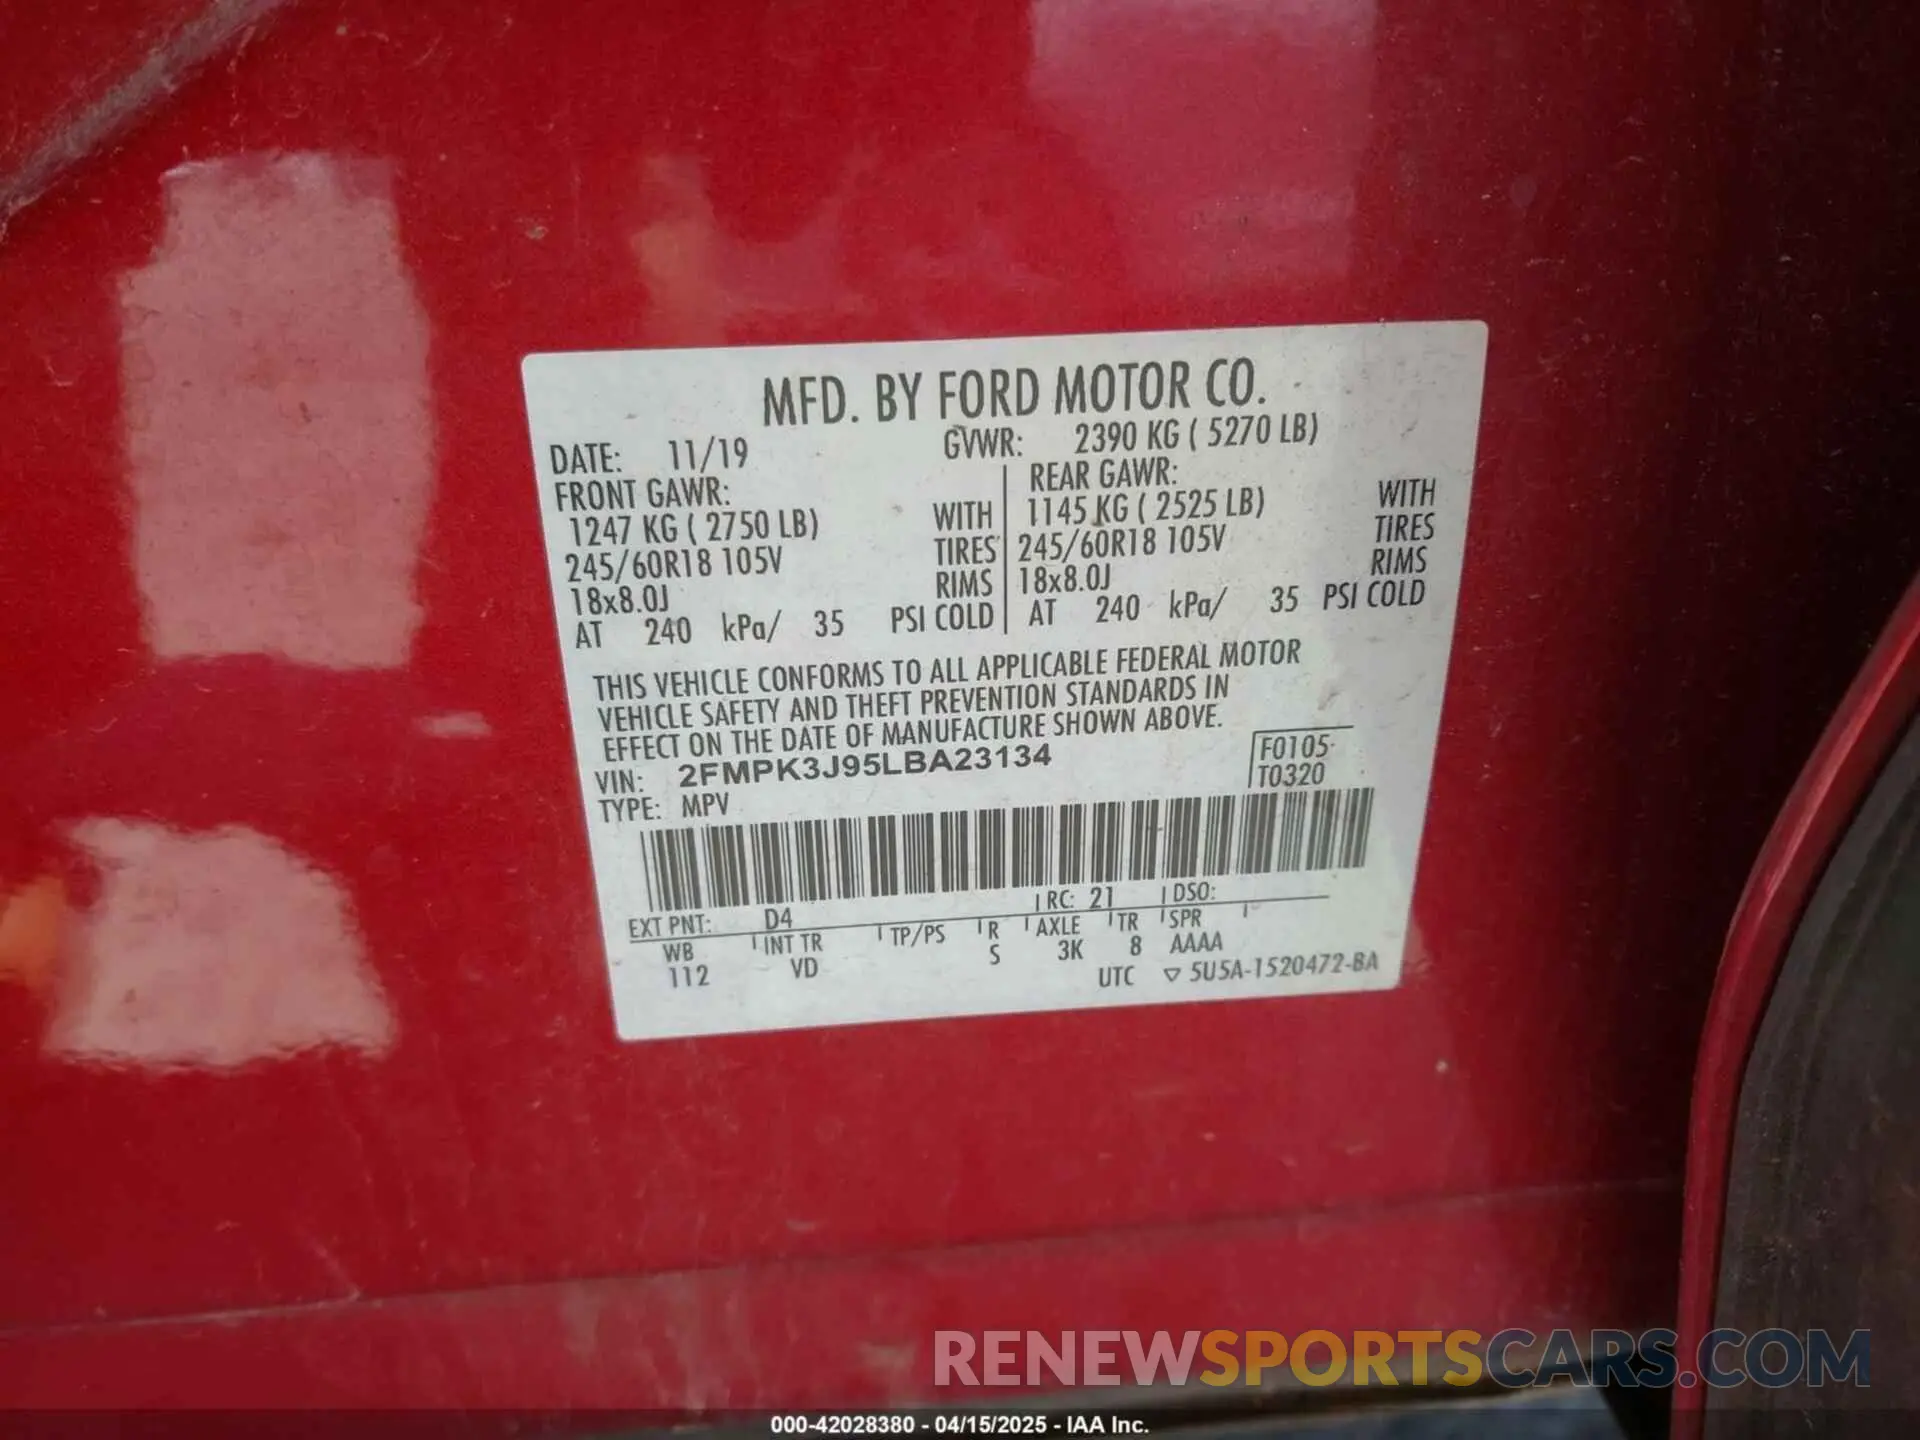 MFD. BY FORD MOTOR CO.
DATE: 11/19 GVWR: 2390 KG ( 5270 LB)
FRONT GAWR: REAR GAWR:
1247 KG ( 2750 LB) WITH 1145 KG ( 2525 LB) WITH
245/60R18 105V TIRES 245/60R18 105V TIRES
18x8.0J RIMS 18x8.0J RIMS
AT 240 kPa/ 35 PSI COLD AT 240 kPa/ 35 PSI COLD
THIS VEHICLE CONFORMS TO ALL APPLICABLE FEDERAL MOTOR
VEHICLE SAFETY AND THEFT PREVENTION STANDARDS IN
EFFECT ON THE DATE OF MANUFACTURE SHOWN ABOVE.
VIN: 2FMPK3J95LBA23134 F0105
TYPE: MPV T0320
EXT PNT: D4 RC: 21 DSO:
WB INT TR TP/PS R AXLE TR SPR
112 VD S 3K 8 AAAA
UTC ▽ 5U5A-1520472-BA
RENEWSPORTSCARS.COM
000-42028380 - 04/15/2025 - IAA Inc.